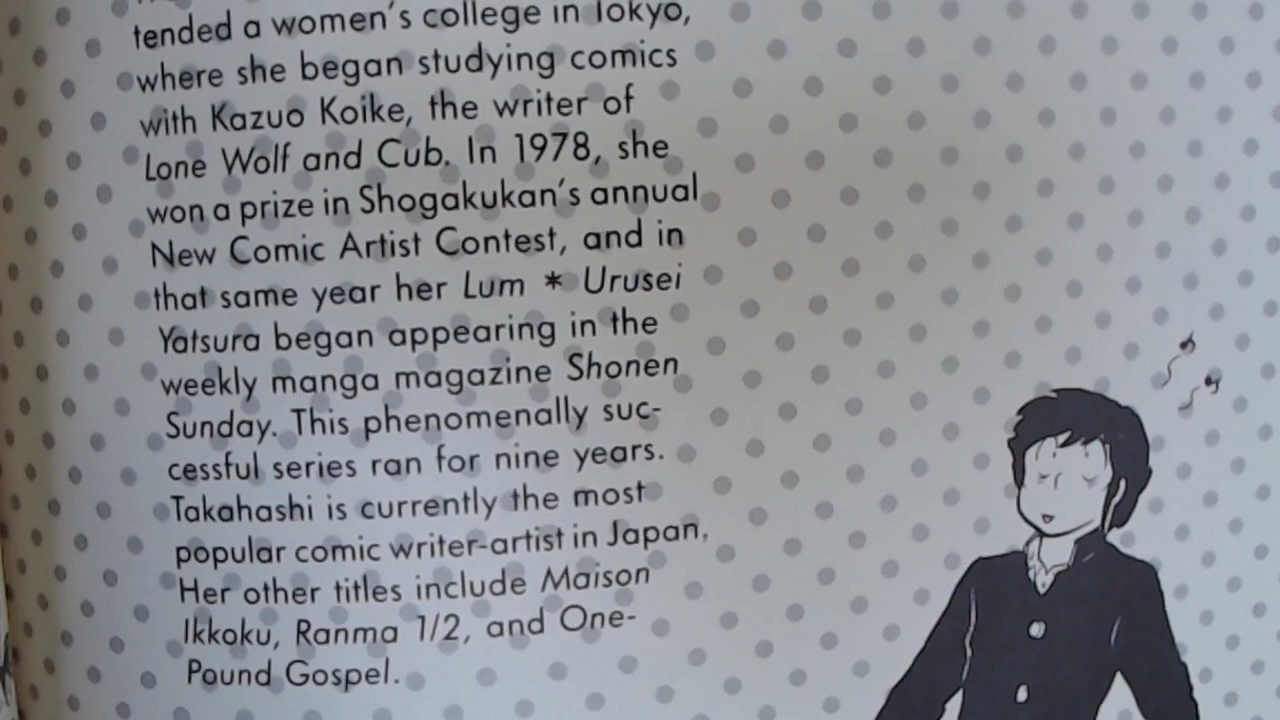 tended a women's college in Tokyo,
where she began studying comics
with Kazuo Koike, the writer of
Lone Wolf and Cub. In 1978, she
won a prize in Shogakukan's annual
New Comic Artist Contest, and in
that same year her Lum * Urusei
Yatsura began appearing in the
weekly manga magazine Shonen
Sunday. This phenomenally suc-
cessful series ran for nine years.
Takahashi is currently the most
popular comic writer-artist in Japan.
Her other titles include Maison
Ikkoku, Ranma 1/2, and One-
Pound Gospel.